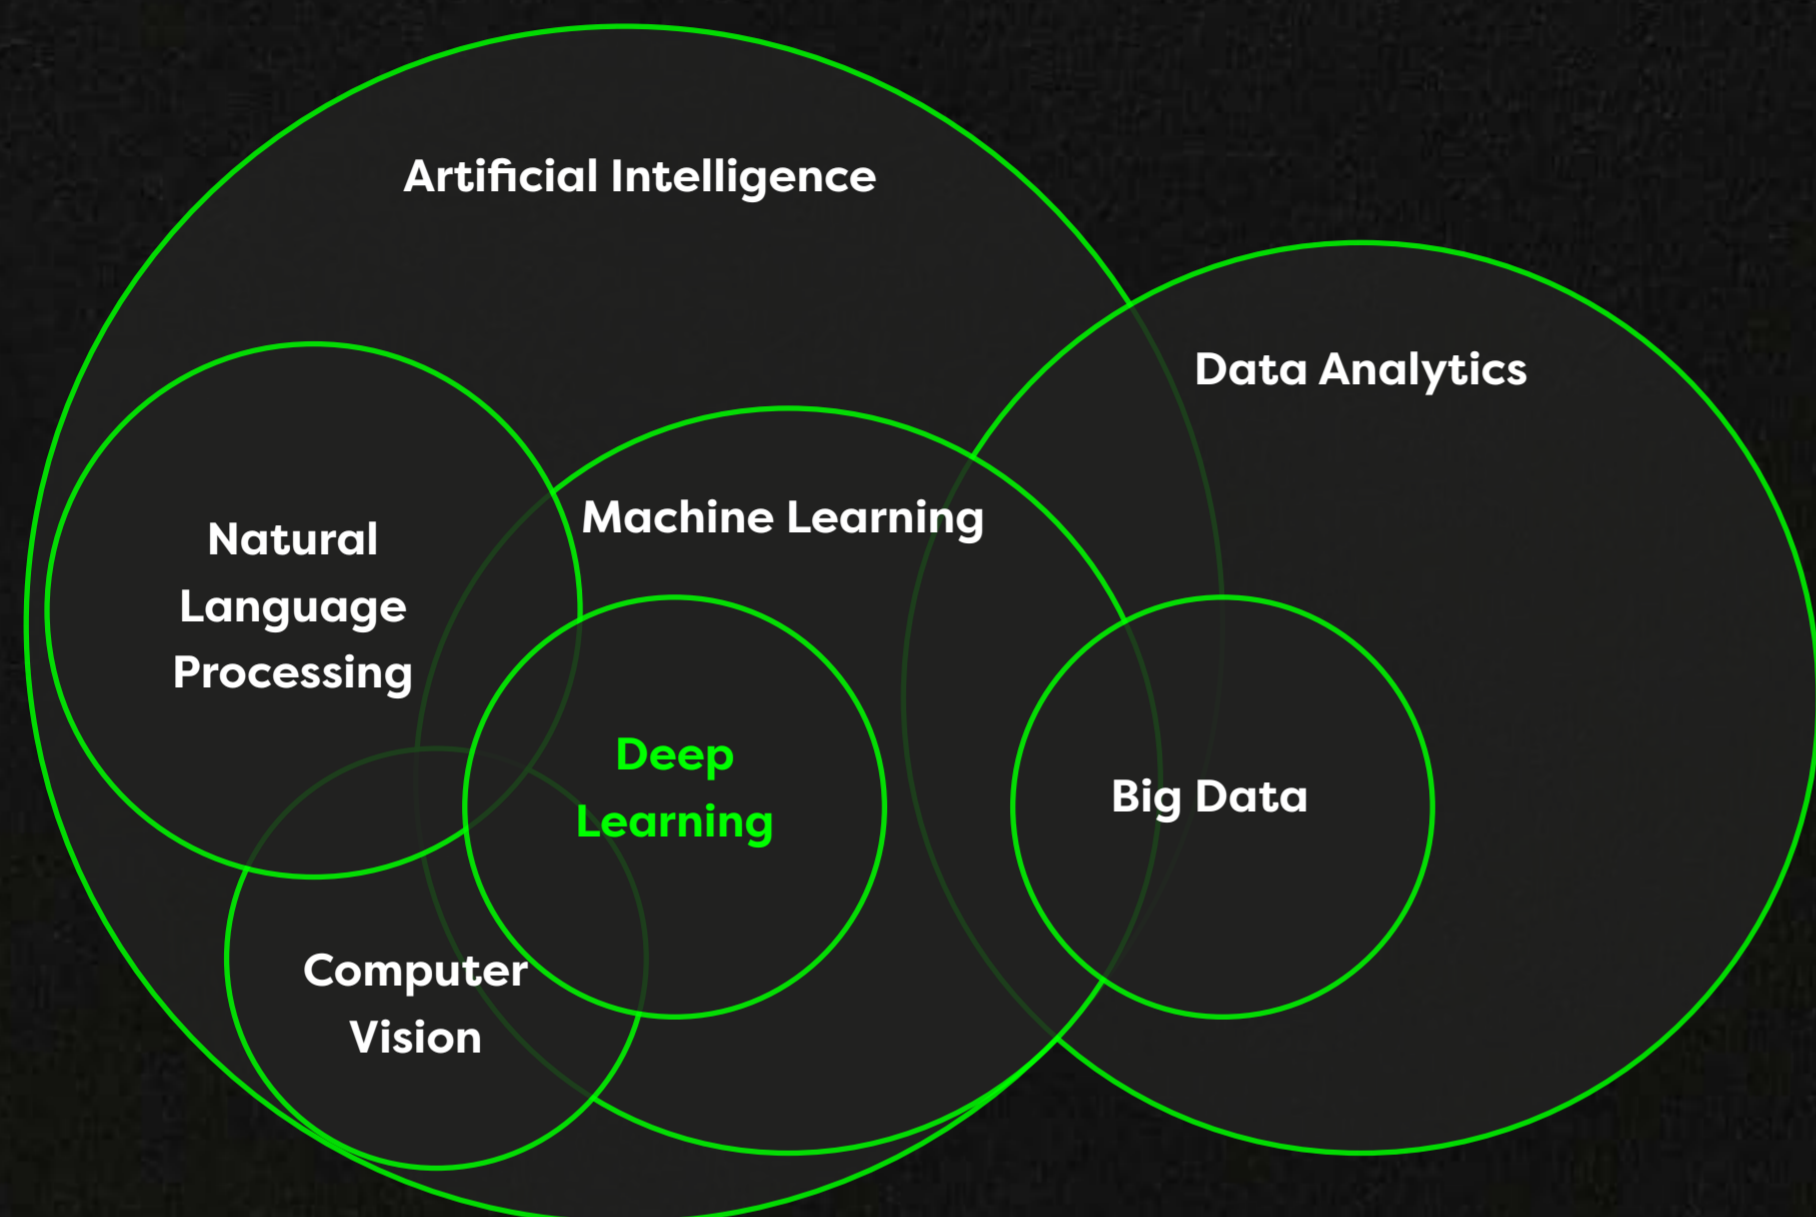 Artificial Intelligence
Data Analytics
Machine Learning
Natural
Language
Processing
Deep
Learning
Big Data
Computer
Vision